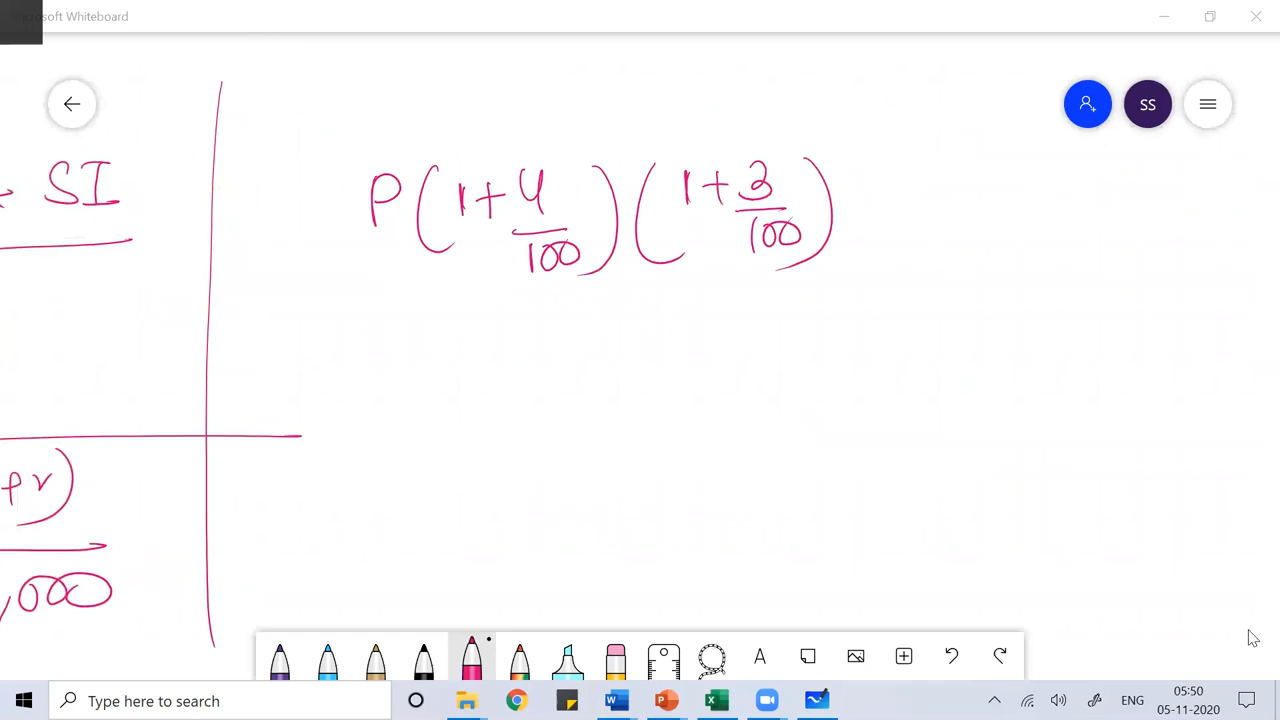 Microsoft Whiteboard
SS
SI
P(1+4/100)(1+3/100)
pr)
,000
A
Type here to search
ENG
05:50
05-11-2020